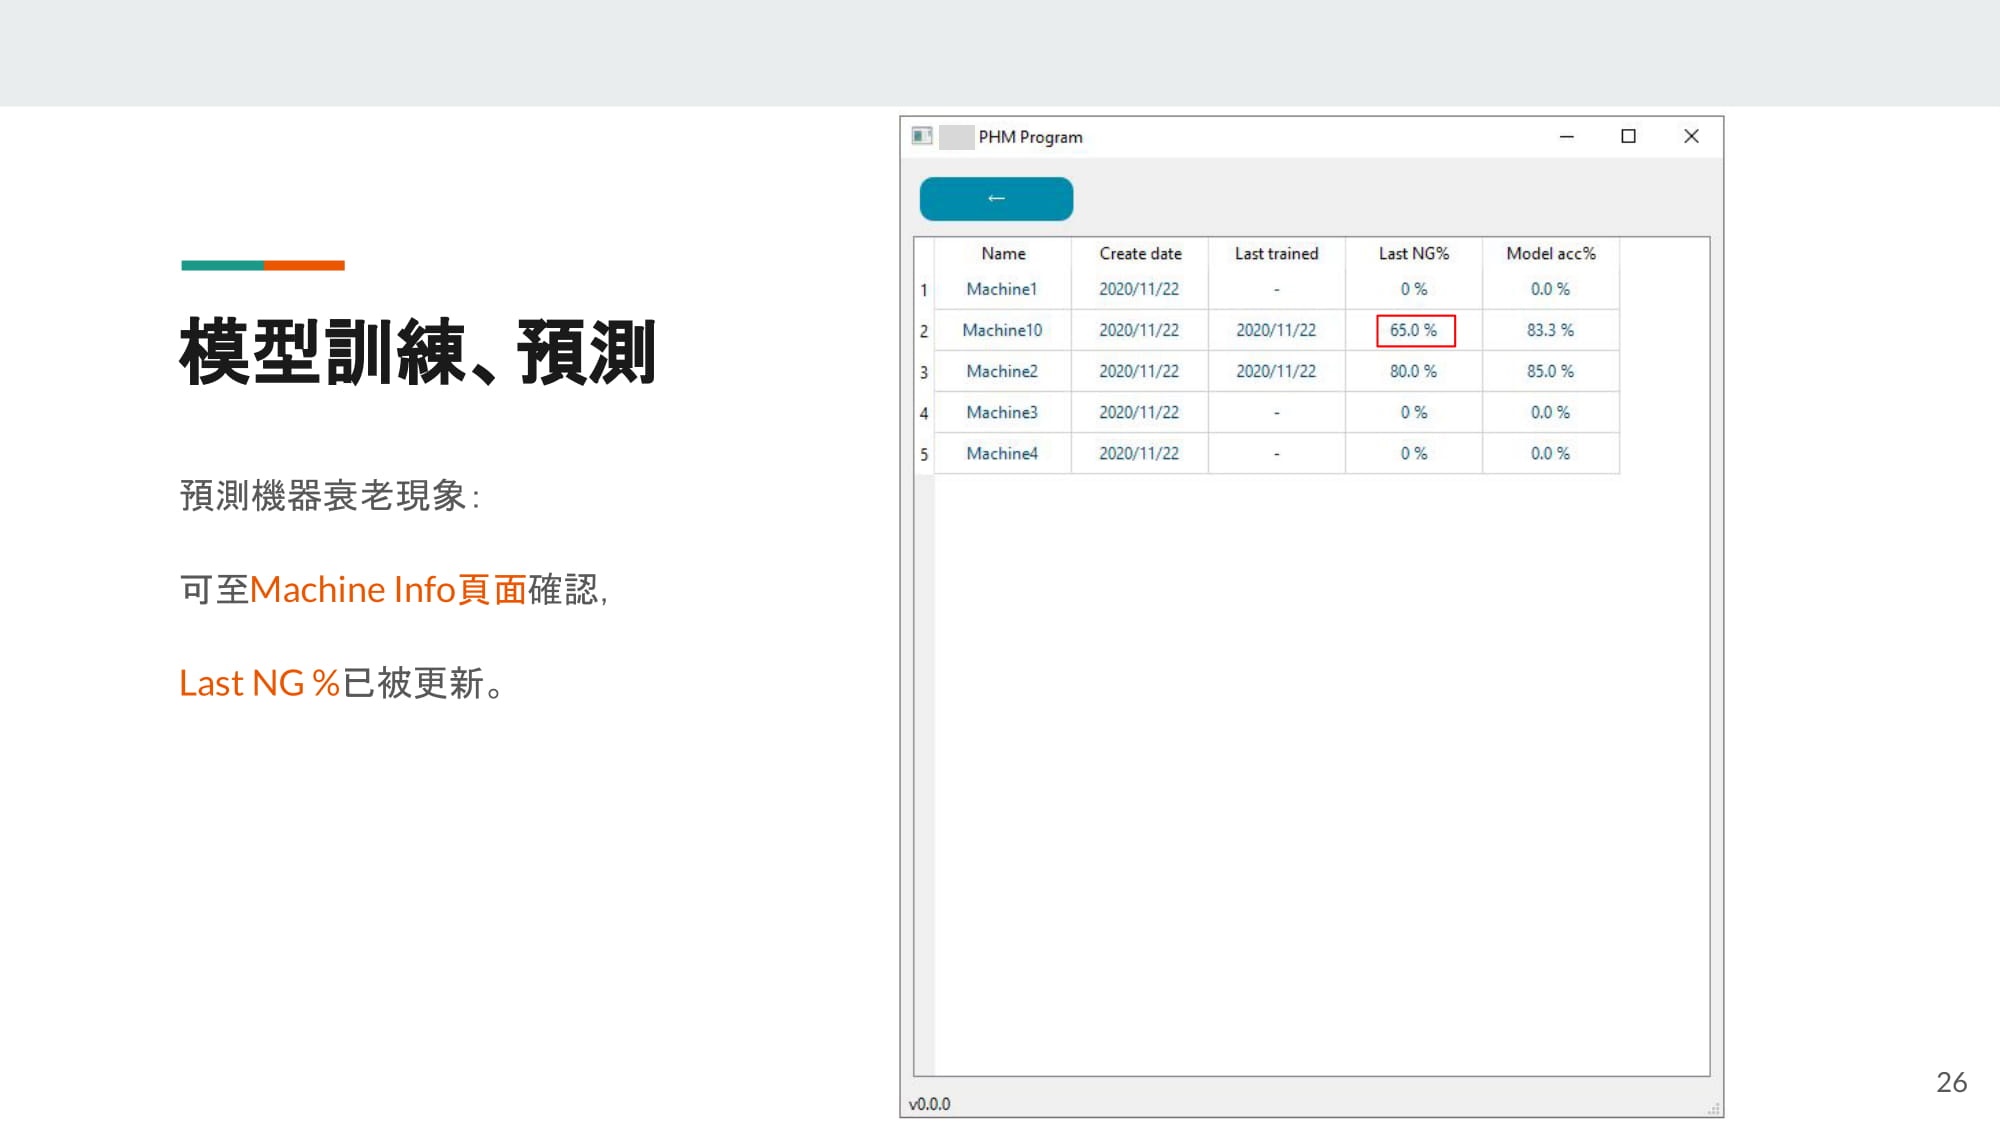 模型訓練、預測
預測機器衰老現象：
可至Machine Info頁面確認，
Last NG %已被更新。
PHM Program
←
Name Create date Last trained Last NG% Model acc%
1 Machine1 2020/11/22 - 0 % 0.0 %
2 Machine10 2020/11/22 2020/11/22 65.0 % 83.3 %
3 Machine2 2020/11/22 2020/11/22 80.0 % 85.0 %
4 Machine3 2020/11/22 - 0 % 0.0 %
5 Machine4 2020/11/22 - 0 % 0.0 %
v0.0.0
26